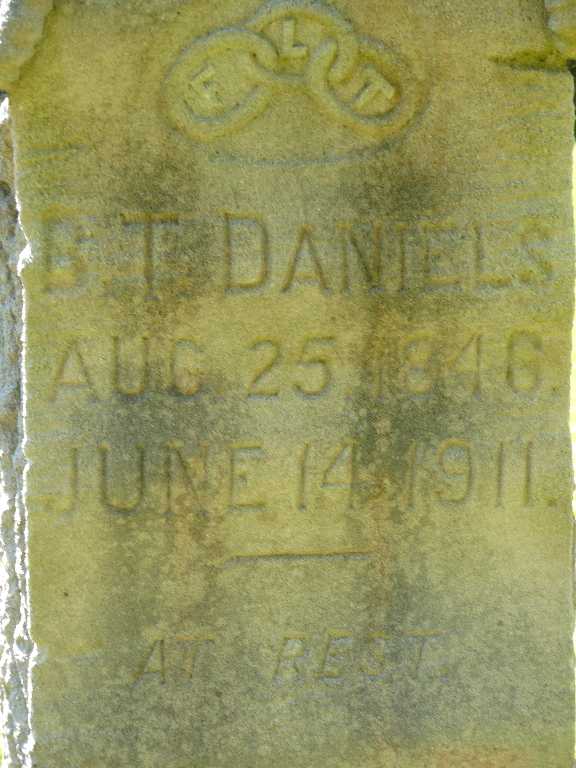 F L T
B. T. DANIELS
AUG. 25, 1846.
JUNE 14, 1911.
AT REST.